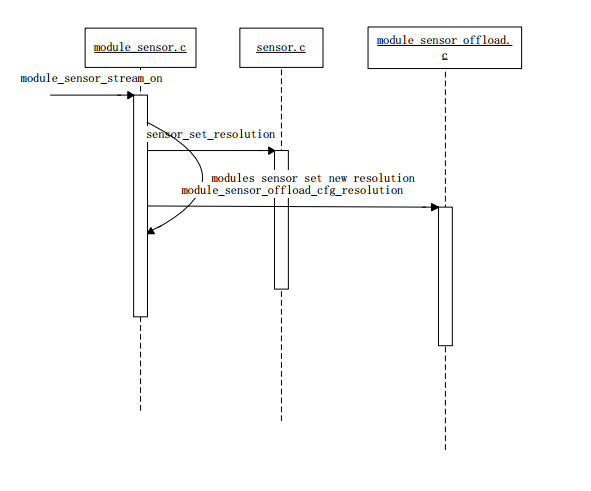 module_sensor.c
sensor.c
module_sensor_offload.
c
module_sensor_stream_on
sensor_set_resolution
modules sensor set new resolution
module_sensor_offload_cfg_resolution